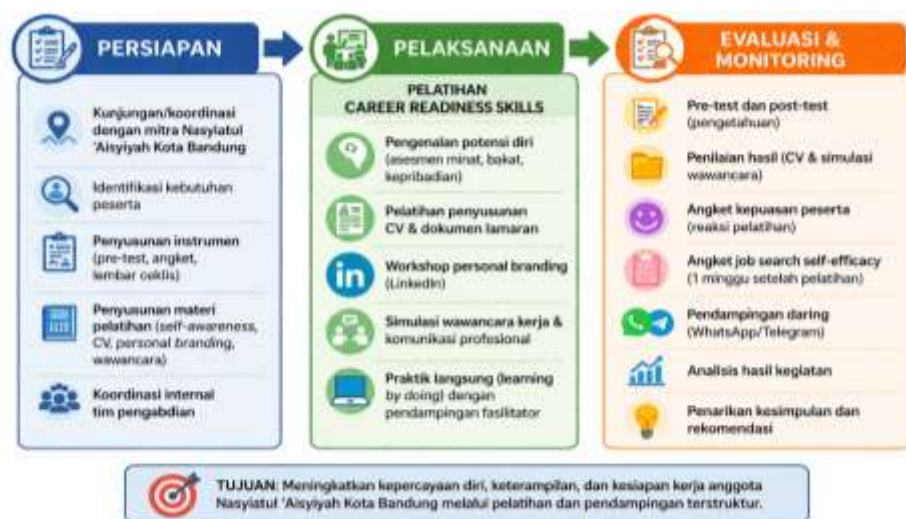 PERSIAPAN
Kunjungan/koordinasi
dengan mitra Nasyiatul
'Aisyiyah Kota Bandung
Identifikasi kebutuhan
peserta
Penyusunan instrumen
(pre-test, angket,
lembar ceklis)
Penyusunan materi
pelatihan (self-awareness,
CV, personal branding,
wawancara)
Koordinasi internal
tim pengabdian
PELAKSANAAN
PELATIHAN
CAREER READINESS SKILLS
Pengenalan potensi diri
(asesmen minat, bakat,
kepribadian)
Pelatihan penyusunan
CV & dokumen lamaran
in
Workshop personal branding
(LinkedIn)
Simulasi wawancara kerja &
komunikasi profesional
Praktik langsung (learning
by doing) dengan
pendampingan fasilitator
EVALUASI &
MONITORING
Pre-test dan post-test
(pengetahuan)
Penilaian hasil (CV & simulasi
wawancara)
Angket kepuasan peserta
(reaksi pelatihan)
Angket job search self-efficacy
(1 minggu setelah pelatihan)
Pendampingan daring
(WhatsApp/Telegram)
Analisis hasil kegiatan
Penarikan kesimpulan dan
rekomendasi
TUJUAN: Meningkatkan kepercayaan diri, keterampilan, dan kesiapan kerja anggota
Nasyiatul 'Aisyiyah Kota Bandung melalui pelatihan dan pendampingan terstruktur.